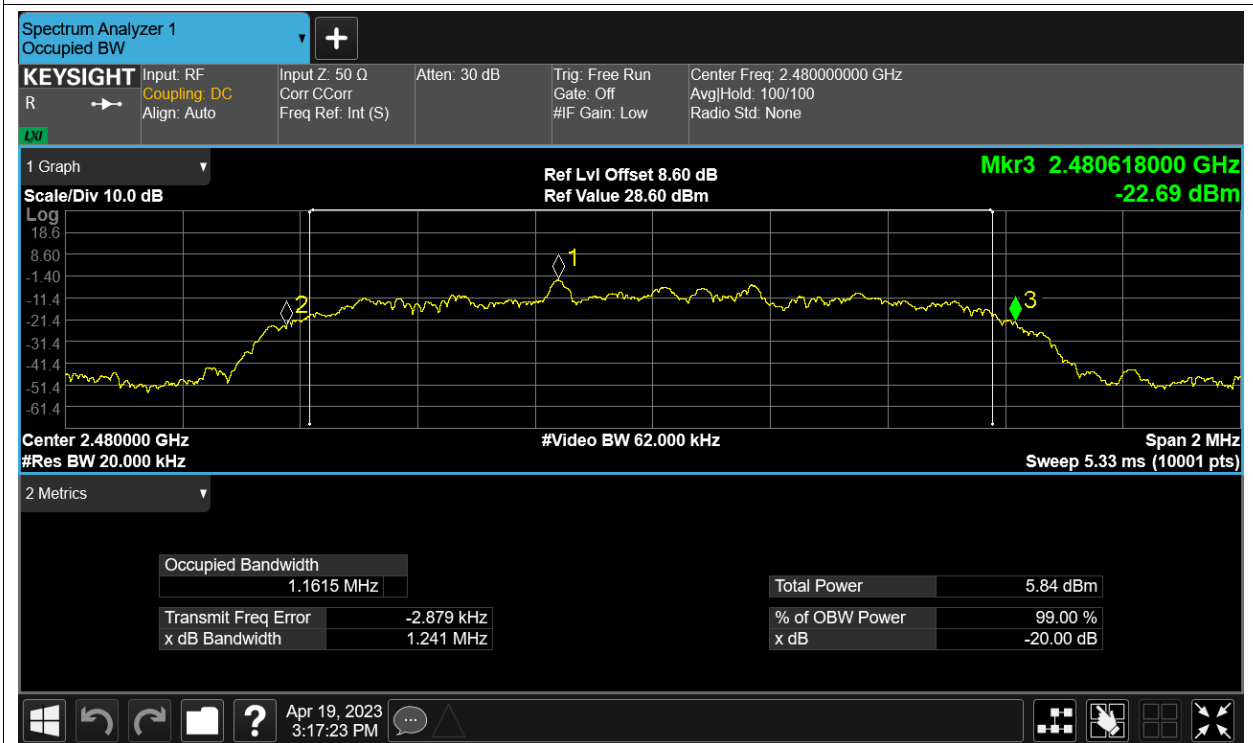 Spectrum Analyzer 1
Occupied BW
KEYSIGHT
R
LXI
Input: RF
Coupling: DC
Align: Auto
Input Z: 50 Ω
Corr CCorr
Freq Ref: Int (S)
Atten: 30 dB
Trig: Free Run
Gate: Off
#IF Gain: Low
Center Freq: 2.480000000 GHz
Avg|Hold: 100/100
Radio Std: None
1 Graph
Scale/Div 10.0 dB
Ref Lvl Offset 8.60 dB
Ref Value 28.60 dBm
Mkr3 2.480618000 GHz
-22.69 dBm
Log
18.6
8.60
-1.40
-11.4
-21.4
-31.4
-41.4
-51.4
-61.4
1
2
3
Center 2.480000 GHz
#Video BW 62.000 kHz
Span 2 MHz
#Res BW 20.000 kHz
Sweep 5.33 ms (10001 pts)
2 Metrics
Occupied Bandwidth
1.1615 MHz
Total Power 5.84 dBm
Transmit Freq Error -2.879 kHz
% of OBW Power 99.00 %
x dB Bandwidth 1.241 MHz
x dB -20.00 dB
?
Apr 19, 2023
3:17:23 PM